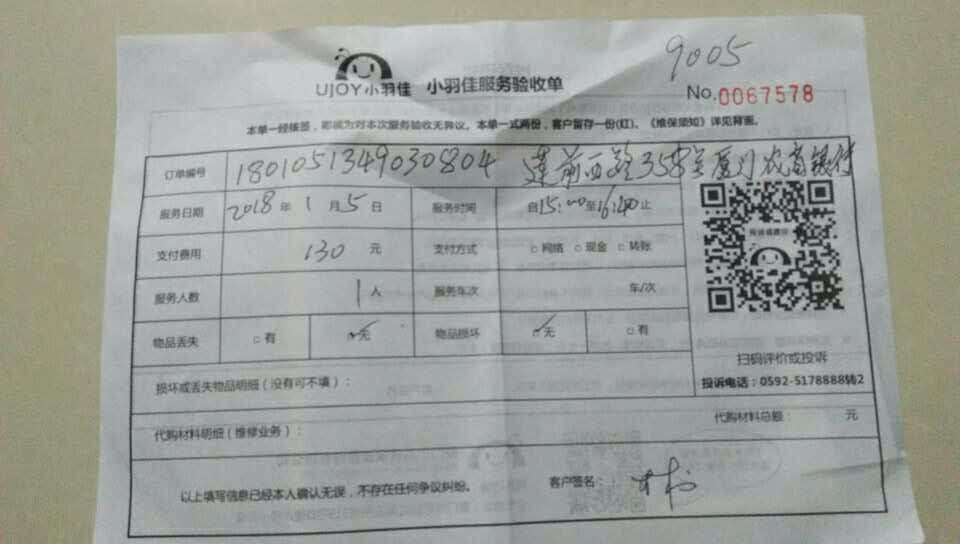 9005
UJOY小羽佳 小羽佳服务验收单
No.0067578
本单一经接签，即视为对本次服务验收无异议。本单一式两份，客户留存一份(红)。《维保须知》详见背面。
订单编号 1801051349030804 建前西路358号厦门农商银行
服务日期 2018年1月5日 服务时间 自15:00至16:40止
支付费用 130元 支付方式 □网络 □现金 □转账
服务人数 1人 服务车次 车/次
物品丢失 □有 ✓无 物品损坏 ✓无 □有
扫码评价或投诉
损坏或丢失物品明细（没有可不填）：
投诉电话：0592-5178888转2
代购材料明细（维修业务）：
代购材料总额： 元
以上填写信息已经本人确认无误，不存在任何争议纠纷。 客户签名：